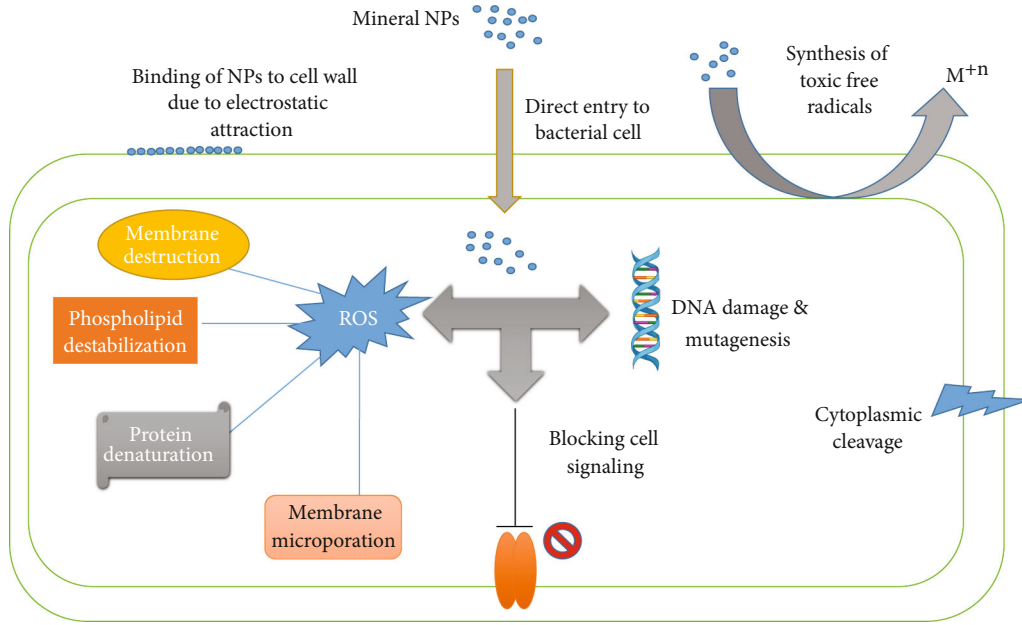 Mineral NPs
Binding of NPs to cell wall
due to electrostatic
attraction
Direct entry to
bacterial cell
Synthesis of
toxic free
radicals
M+n
Membrane
destruction
Phospholipid
destabilization
ROS
DNA damage &
mutagenesis
Protein
denaturation
Blocking cell
signaling
Cytoplasmic
cleavage
Membrane
microporation